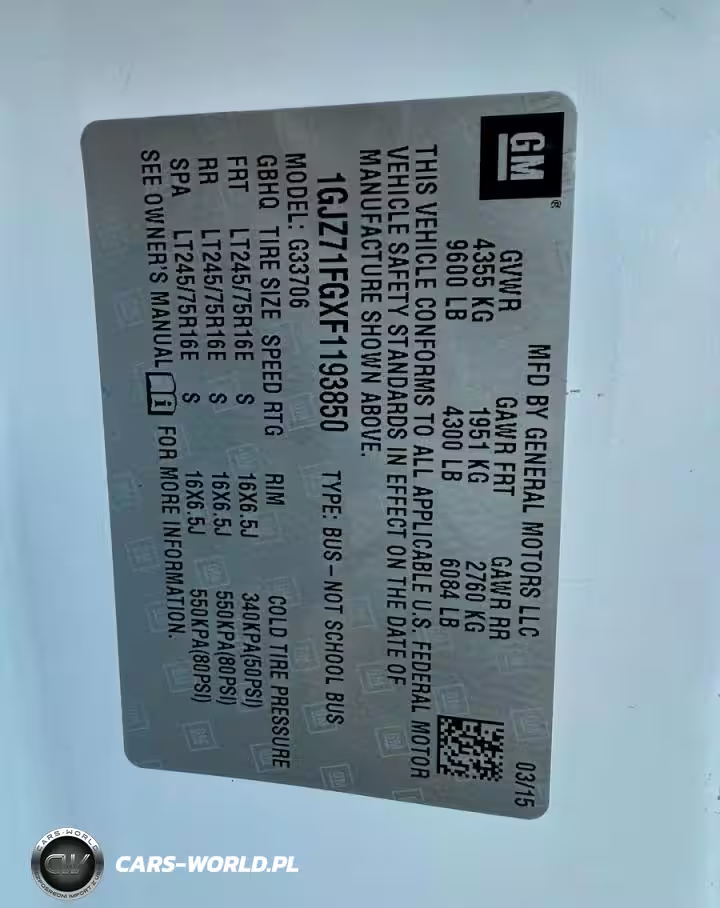 GM®
MFD BY GENERAL MOTORS LLC 03/15
GVWR GAWR FRT GAWR RR
4355 KG 1951 KG 2760 KG
9600 LB 4300 LB 6084 LB
THIS VEHICLE CONFORMS TO ALL APPLICABLE U.S. FEDERAL MOTOR
VEHICLE SAFETY STANDARDS IN EFFECT ON THE DATE OF
MANUFACTURE SHOWN ABOVE.
1GJZ71FGXF1193850 TYPE: BUS – NOT SCHOOL BUS
MODEL: G33706
GBHQ TIRE SIZE SPEED RTG RIM COLD TIRE PRESSURE
FRT LT245/75R16E S 16X6.5J 340KPA(50PSI)
RR LT245/75R16E S 16X6.5J 550KPA(80PSI)
SPA LT245/75R16E S 16X6.5J 550KPA(80PSI)
SEE OWNER'S MANUAL i FOR MORE INFORMATION.
CARS-WORLD
CW
CARS-WORLD.PL